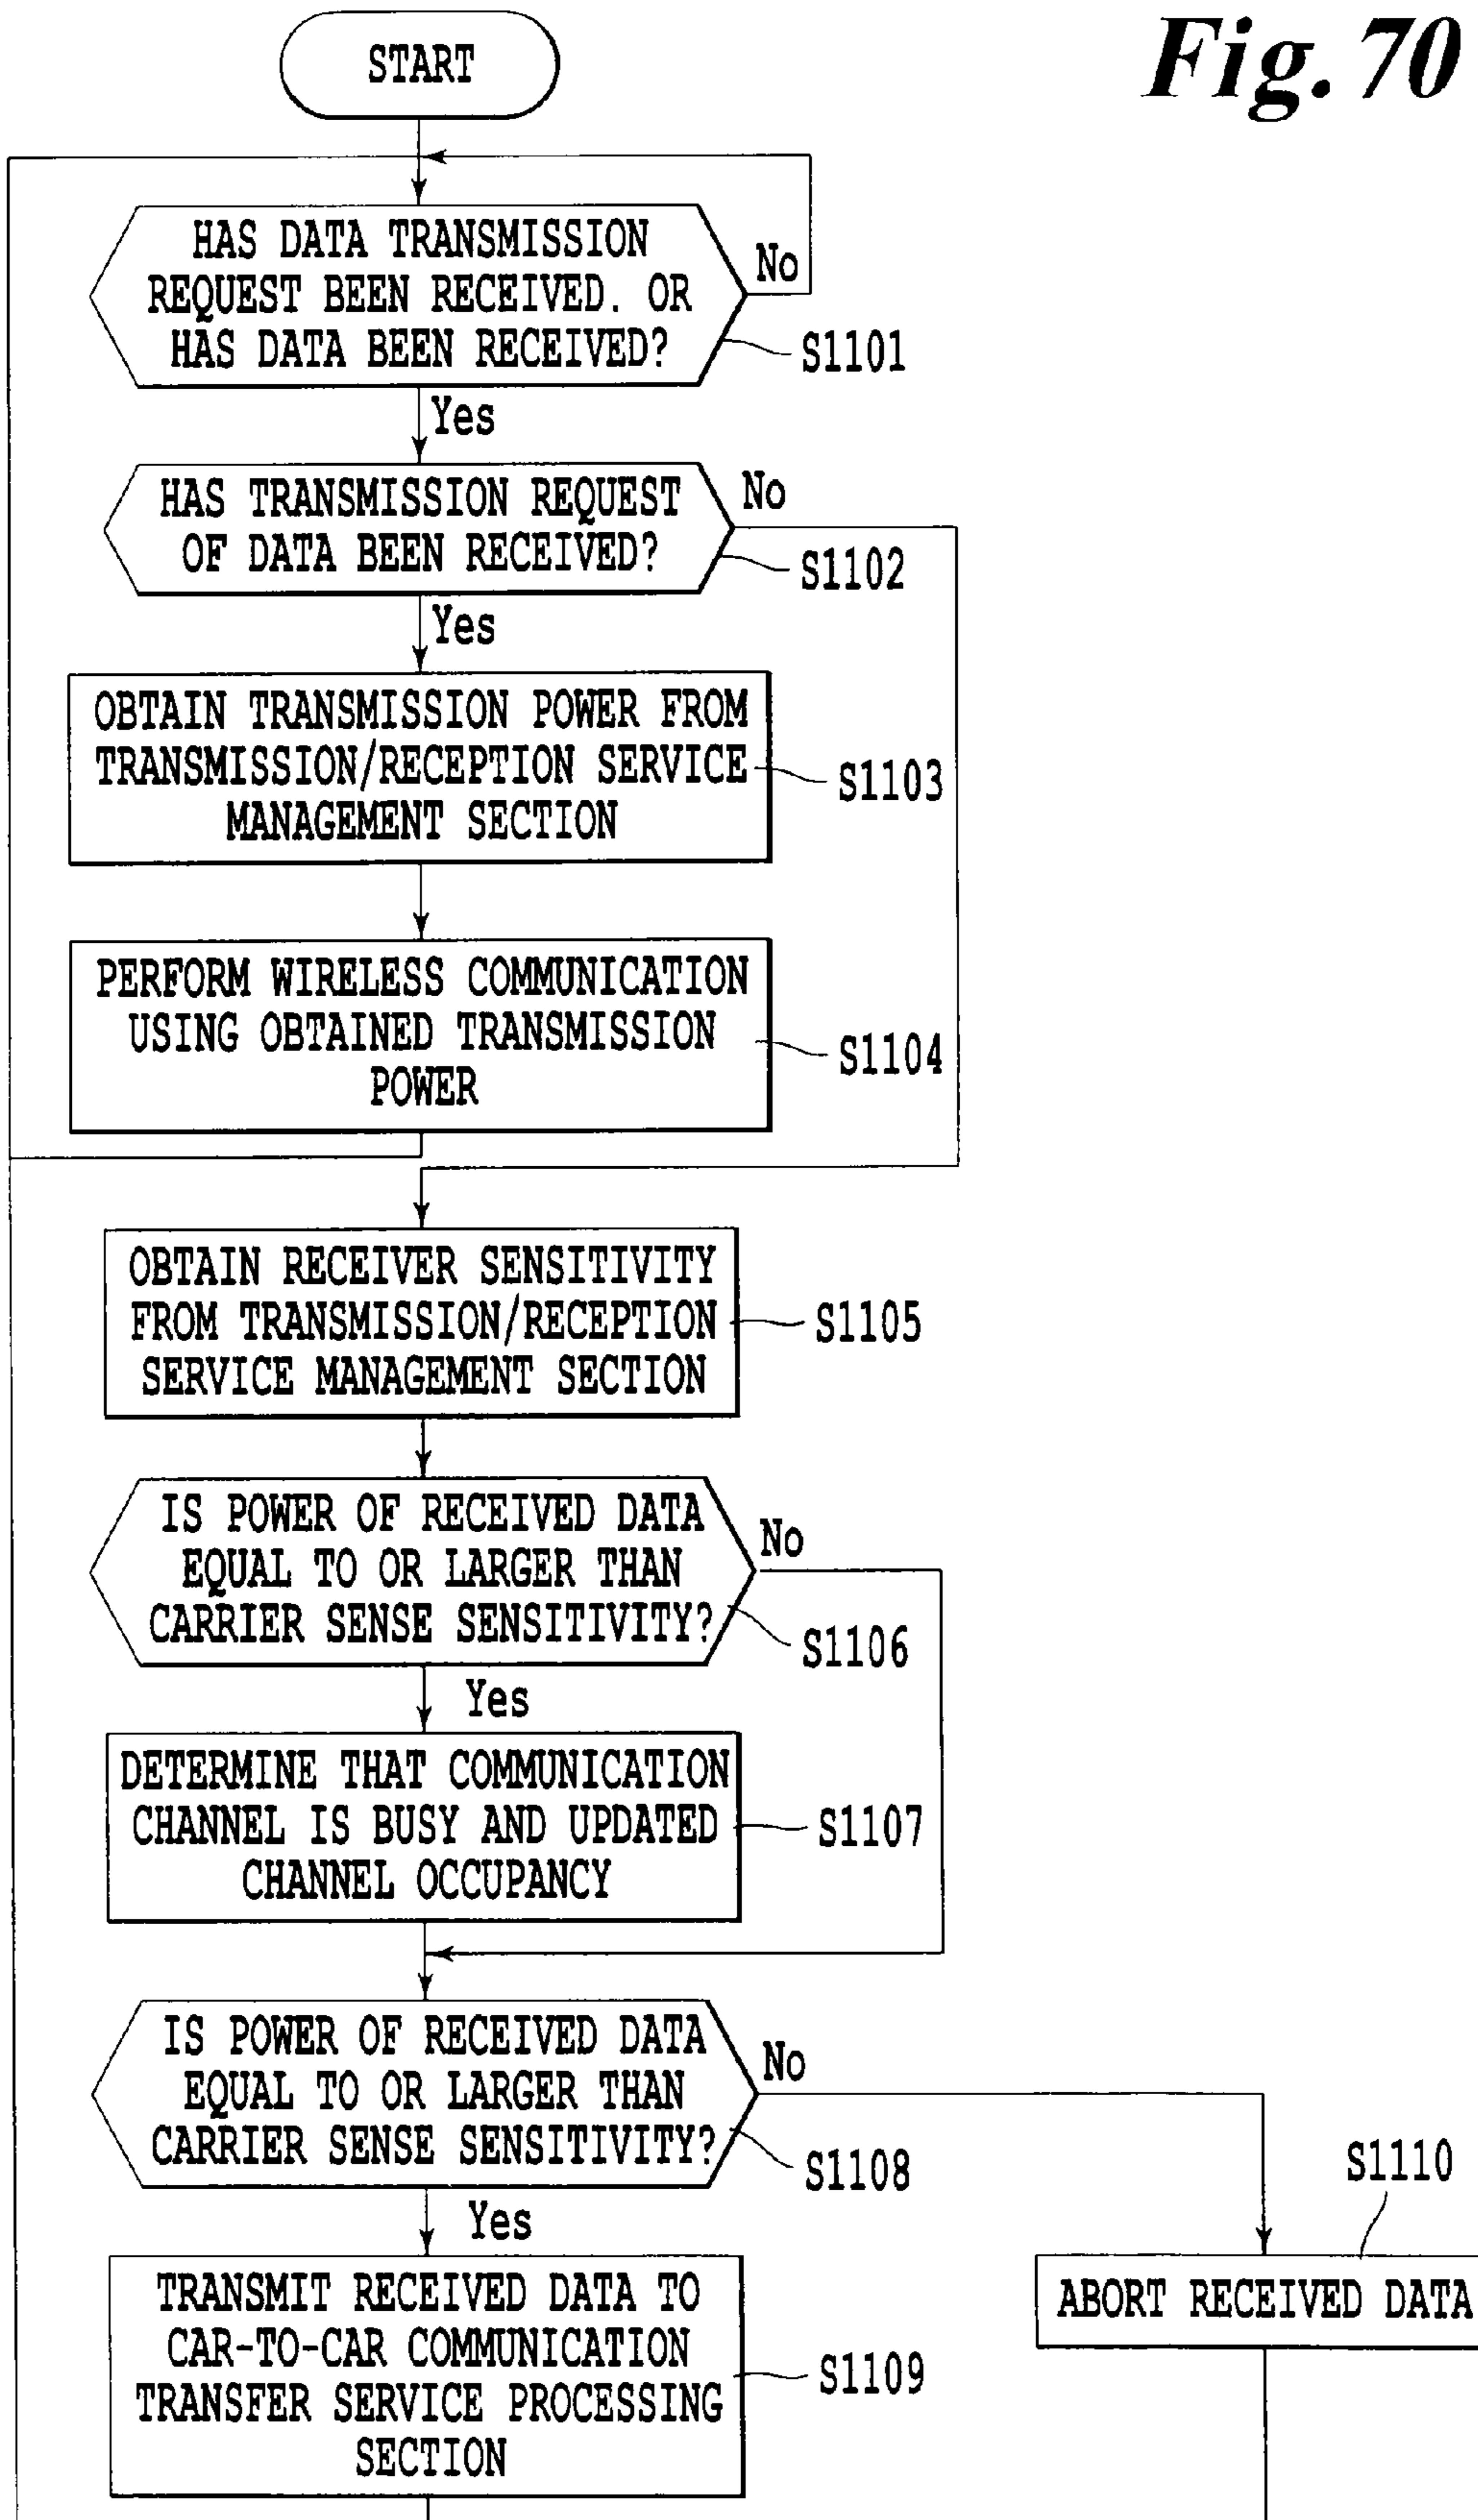 Fig. 70
START
HAS DATA TRANSMISSION
REQUEST BEEN RECEIVED. OR
HAS DATA BEEN RECEIVED?
No
S1101
Yes
HAS TRANSMISSION REQUEST
OF DATA BEEN RECEIVED?
No
S1102
Yes
OBTAIN TRANSMISSION POWER FROM
TRANSMISSION/RECEPTION SERVICE
MANAGEMENT SECTION
S1103
PERFORM WIRELESS COMMUNICATION
USING OBTAINED TRANSMISSION
POWER
S1104
OBTAIN RECEIVER SENSITIVITY
FROM TRANSMISSION/RECEPTION
SERVICE MANAGEMENT SECTION
S1105
IS POWER OF RECEIVED DATA
EQUAL TO OR LARGER THAN
CARRIER SENSE SENSITIVITY?
No
S1106
Yes
DETERMINE THAT COMMUNICATION
CHANNEL IS BUSY AND UPDATED
CHANNEL OCCUPANCY
S1107
IS POWER OF RECEIVED DATA
EQUAL TO OR LARGER THAN
CARRIER SENSE SENSITIVITY?
No
S1108
Yes
TRANSMIT RECEIVED DATA TO
CAR-TO-CAR COMMUNICATION
TRANSFER SERVICE PROCESSING
SECTION
S1109
S1110
ABORT RECEIVED DATA